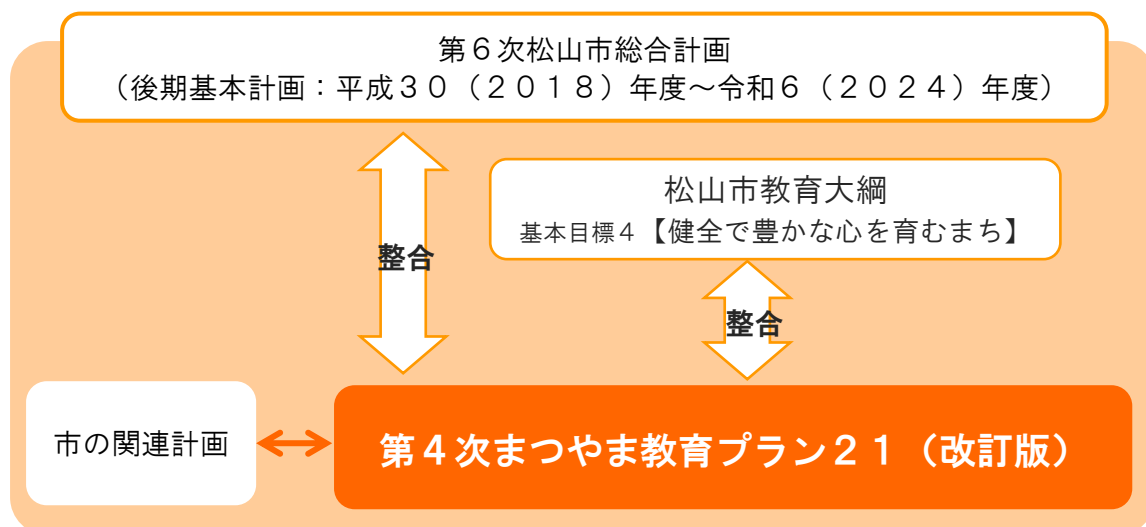 第６次松山市総合計画
（後期基本計画：平成３０（２０１８）年度～令和６（２０２４）年度）
松山市教育大綱
基本目標４【健全で豊かな心を育むまち】
整合
整合
市の関連計画
第４次まつやま教育プラン２１（改訂版）